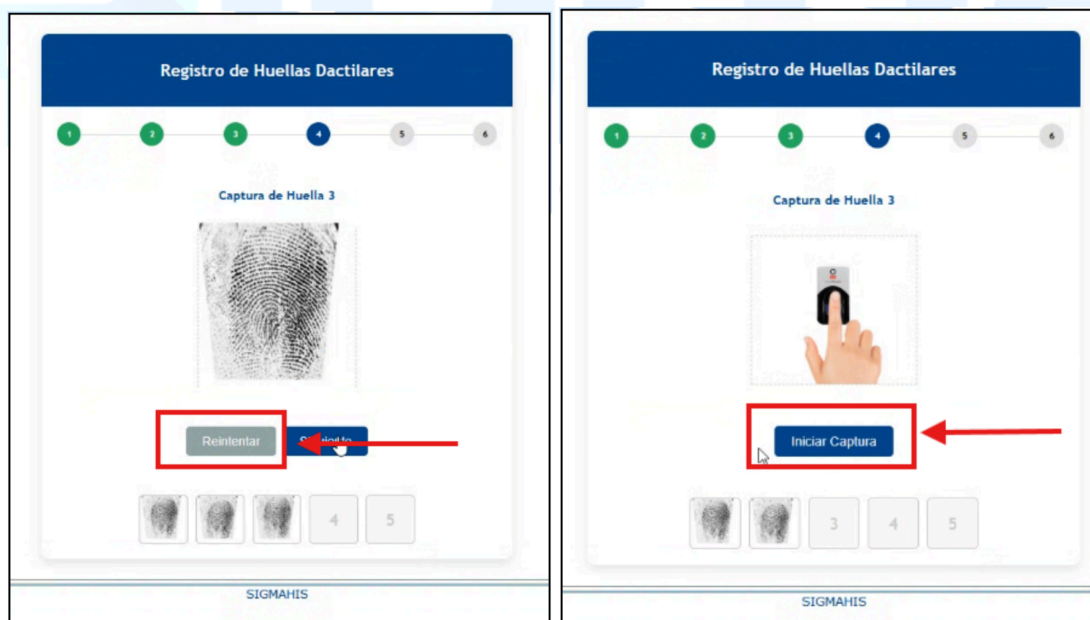 Registro de Huellas Dactilares
1 2 3 4 5 6
Captura de Huella 3
Reintentar
4 5
SIGMAHIS
Registro de Huellas Dactilares
1 2 3 4 5 6
Captura de Huella 3
Iniciar Captura
3 4 5
SIGMAHIS